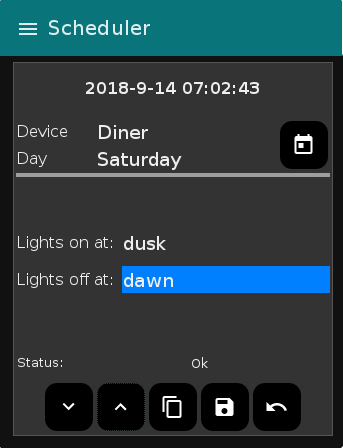 Scheduler
2018-9-14 07:02:43
Device Diner
Day Saturday
Lights on at: dusk
Lights off at: dawn
Status: Ok